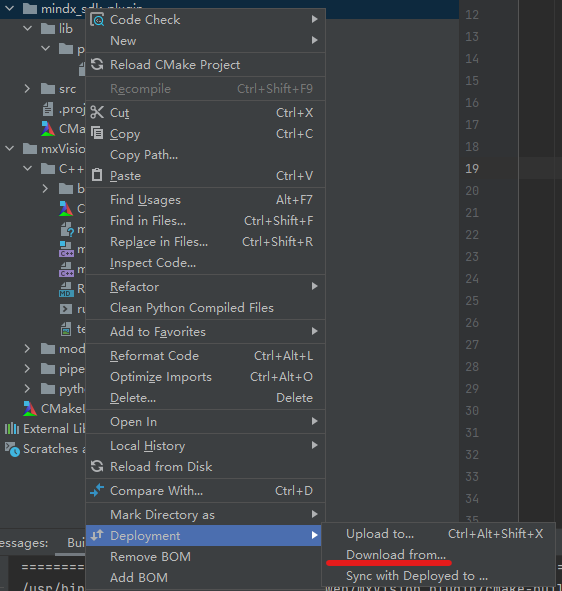 mindx_sdk_plugin
lib
p
src
.proj
CMa
mxVision
C++
b
C
m
m
m
R
ru
te
mod
pipe
pytho
CMakeL
External Lib
Scratches a
Code Check
New
Reload CMake Project
Recompile Ctrl+Shift+F9
Cut Ctrl+X
Copy Ctrl+C
Copy Path...
Paste Ctrl+V
Find Usages Alt+F7
Find in Files... Ctrl+Shift+F
Replace in Files... Ctrl+Shift+R
Inspect Code...
Refactor
Clean Python Compiled Files
Add to Favorites
Reformat Code Ctrl+Alt+L
Optimize Imports Ctrl+Alt+O
Delete... Delete
Open In
Local History
Reload from Disk
Compare With... Ctrl+D
Mark Directory as
Deployment
Remove BOM
Add BOM
Upload to... Ctrl+Alt+Shift+X
Download from...
Sync with Deployed to ...
12
13
14
15
16
17
18
19
20
21
22
23
24
25
26
27
28
29
30
31
32
33
34
35
essages: Bui
/usr/bin